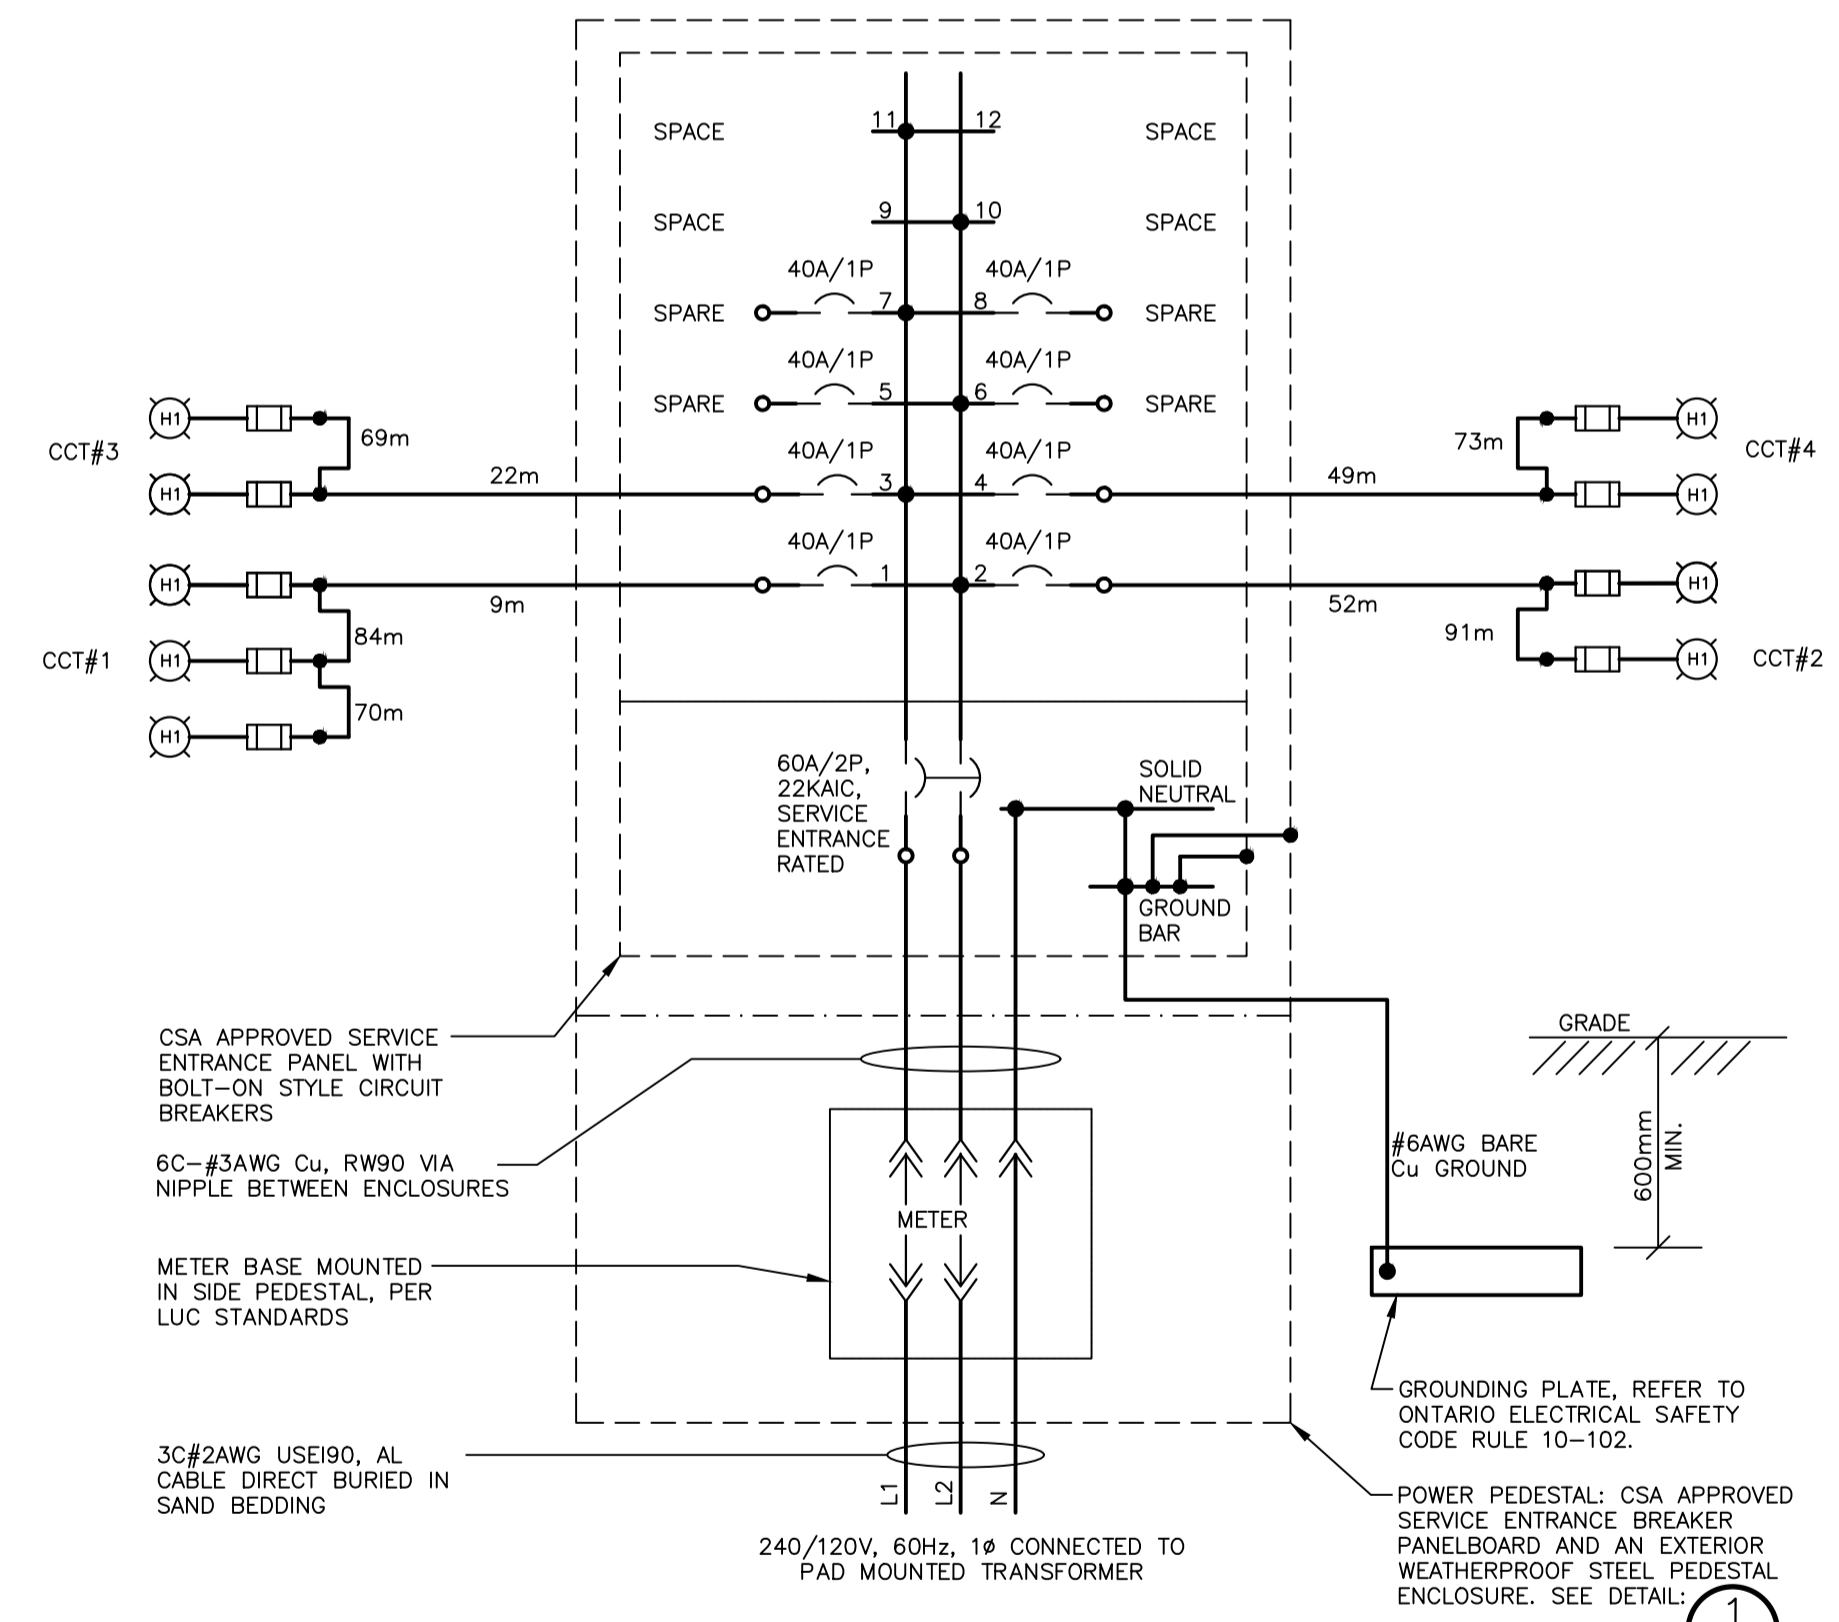 SPACE 11 12 SPACE
SPACE 9 10 SPACE
40A/1P 40A/1P
SPARE 7 8 SPARE
40A/1P 40A/1P
SPARE 5 6 SPARE
H1 H1
CCT#3 69m 73m CCT#4
40A/1P 40A/1P
H1 22m 3 4 49m H1
40A/1P 40A/1P
H1 1 2 H1
9m 52m
84m 91m
CCT#1 H1 H1 CCT#2
70m
H1
60A/2P,
22KAIC,
SERVICE
ENTRANCE
RATED
SOLID
NEUTRAL
GROUND
BAR
CSA APPROVED SERVICE
ENTRANCE PANEL WITH
BOLT-ON STYLE CIRCUIT
BREAKERS
GRADE
6C-#3AWG Cu, RW90 VIA
NIPPLE BETWEEN ENCLOSURES
#6AWG BARE
Cu GROUND
600mm
MIN.
METER
METER BASE MOUNTED
IN SIDE PEDESTAL, PER
LUC STANDARDS
GROUNDING PLATE, REFER TO
ONTARIO ELECTRICAL SAFETY
CODE RULE 10-102.
3C#2AWG USEI90, AL
CABLE DIRECT BURIED IN
SAND BEDDING
L1 L2 N
240/120V, 60Hz, 1ø CONNECTED TO
PAD MOUNTED TRANSFORMER
POWER PEDESTAL: CSA APPROVED
SERVICE ENTRANCE BREAKER
PANELBOARD AND AN EXTERIOR
WEATHERPROOF STEEL PEDESTAL
ENCLOSURE. SEE DETAIL:
1